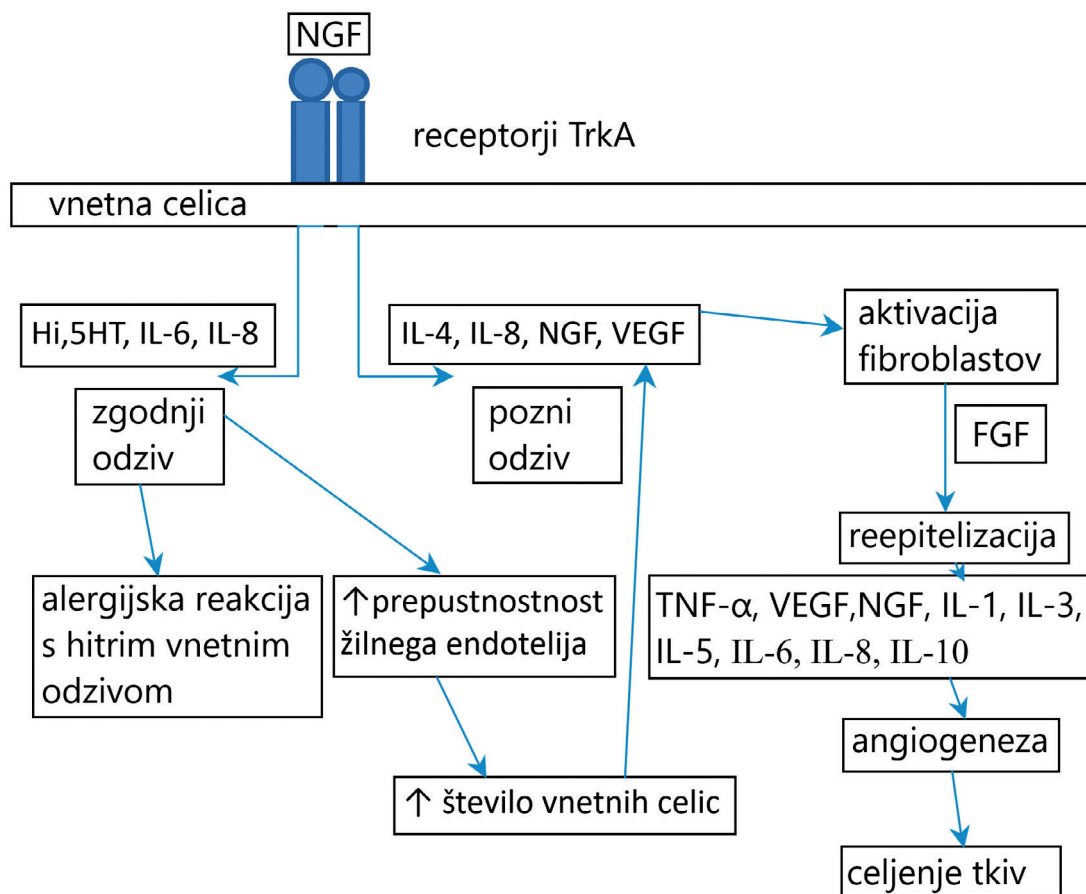 NGF
receptorji TrkA
vnetna celica
Hi,5HT, IL-6, IL-8
zgodnji
odziv
alergijska reakcija
s hitrim vnetnim
odzivom
↑prepustnostnost
žilnega endotelija
↑ število vnetnih celic
IL-4, IL-8, NGF, VEGF
pozni
odziv
aktivacija
fibroblastov
FGF
reepitelizacija
TNF-α, VEGF,NGF, IL-1, IL-3,
IL-5, IL-6, IL-8, IL-10
angiogeneza
celjenje tkiv